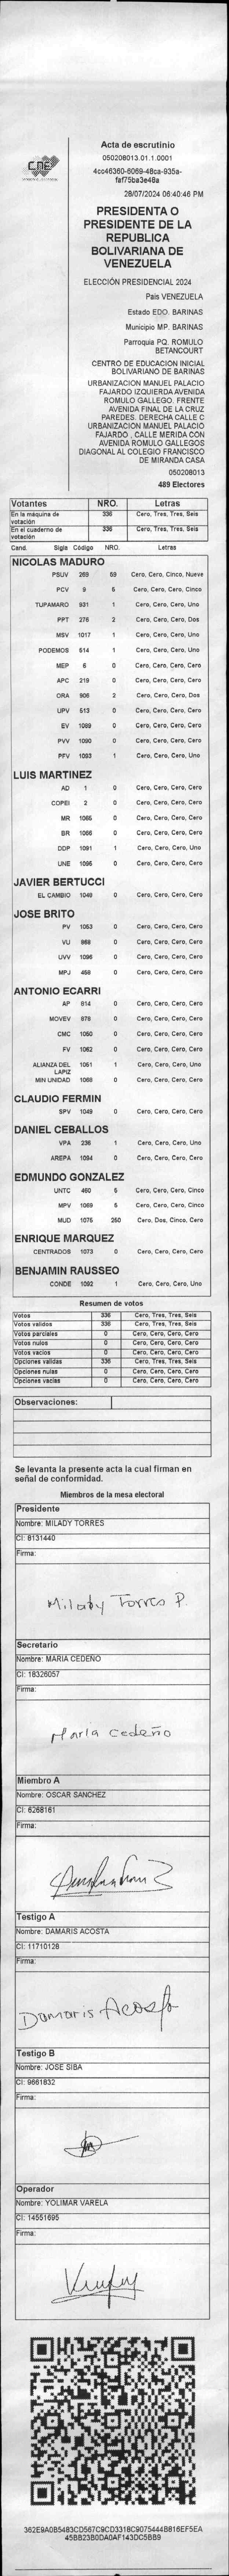 CNE
Acta de escrutinio
050208013.01.1.0001
4cc46360-6069-48ca-935a-
faf75ba3e48a
28/07/2024 06:40:46 PM
PRESIDENTA O
PRESIDENTE DE LA
REPUBLICA
BOLIVARIANA DE
VENEZUELA
ELECCIÓN PRESIDENCIAL 2024
Pais VENEZUELA
Estado EDO. BARINAS
Municipio MP. BARINAS
Parroquia PQ. ROMULO
BETANCOURT
CENTRO DE EDUCACION INICIAL
BOLIVARIANO DE BARINAS
URBANIZACION MANUEL PALACIO
FAJARDO IZQUIERDA AVENIDA
ROMULO GALLEGO. FRENTE
AVENIDA FINAL DE LA CRUZ
PAREDES. DERECHA CALLE C
URBANIZACION MANUEL PALACIO
FAJARDO , CALLE MERIDA CON
AVENIDA ROMULO GALLEGOS
DIAGONAL AL COLEGIO FRANCISCO
DE MIRANDA CASA
050208013
489 Electores
Votantes NRO. Letras
En la máquina de votación 336 Cero, Tres, Tres, Seis
En el cuaderno de votación 336 Cero, Tres, Tres, Seis
Cand. Sigla Código NRO. Letras
NICOLAS MADURO
PSUV 269 59 Cero, Cero, Cinco, Nueve
PCV 9 5 Cero, Cero, Cero, Cinco
TUPAMARO 931 1 Cero, Cero, Cero, Uno
PPT 276 2 Cero, Cero, Cero, Dos
MSV 1017 1 Cero, Cero, Cero, Uno
PODEMOS 514 1 Cero, Cero, Cero, Uno
MEP 6 0 Cero, Cero, Cero, Cero
APC 219 0 Cero, Cero, Cero, Cero
ORA 906 2 Cero, Cero, Cero, Dos
UPV 513 0 Cero, Cero, Cero, Cero
EV 1089 0 Cero, Cero, Cero, Cero
PVV 1090 0 Cero, Cero, Cero, Cero
PFV 1093 1 Cero, Cero, Cero, Uno
LUIS MARTINEZ
AD 1 0 Cero, Cero, Cero, Cero
COPEI 2 0 Cero, Cero, Cero, Cero
MR 1065 0 Cero, Cero, Cero, Cero
BR 1066 0 Cero, Cero, Cero, Cero
DDP 1091 1 Cero, Cero, Cero, Uno
UNE 1095 0 Cero, Cero, Cero, Cero
JAVIER BERTUCCI
EL CAMBIO 1048 0 Cero, Cero, Cero, Cero
JOSE BRITO
PV 1053 0 Cero, Cero, Cero, Cero
VU 868 0 Cero, Cero, Cero, Cero
UVV 1096 0 Cero, Cero, Cero, Cero
MPJ 458 0 Cero, Cero, Cero, Cero
ANTONIO ECARRI
AP 814 0 Cero, Cero, Cero, Cero
MOVEV 878 0 Cero, Cero, Cero, Cero
CMC 1050 0 Cero, Cero, Cero, Cero
FV 1062 0 Cero, Cero, Cero, Cero
ALIANZA DEL LAPIZ 1051 1 Cero, Cero, Cero, Uno
MIN UNIDAD 1068 0 Cero, Cero, Cero, Cero
CLAUDIO FERMIN
SPV 1049 0 Cero, Cero, Cero, Cero
DANIEL CEBALLOS
VPA 236 1 Cero, Cero, Cero, Uno
AREPA 1094 0 Cero, Cero, Cero, Cero
EDMUNDO GONZALEZ
UNTC 460 5 Cero, Cero, Cero, Cinco
MPV 1069 5 Cero, Cero, Cero, Cinco
MUD 1075 250 Cero, Dos, Cinco, Cero
ENRIQUE MARQUEZ
CENTRADOS 1073 0 Cero, Cero, Cero, Cero
BENJAMIN RAUSSEO
CONDE 1092 1 Cero, Cero, Cero, Uno
Resumen de votos
Votos 336 Cero, Tres, Tres, Seis
Votos validos 336 Cero, Tres, Tres, Seis
Votos parciales 0 Cero, Cero, Cero, Cero
Votos nulos 0 Cero, Cero, Cero, Cero
Votos vacios 0 Cero, Cero, Cero, Cero
Opciones validas 336 Cero, Tres, Tres, Seis
Opciones nulas 0 Cero, Cero, Cero, Cero
Opciones vacias 0 Cero, Cero, Cero, Cero
Observaciones:
Se levanta la presente acta la cual firman en
señal de conformidad.
Miembros de la mesa electoral
Presidente
Nombre: MILADY TORRES
CI: 8131440
Firma:
Milady Torres P.
Secretario
Nombre: MARIA CEDEÑO
CI: 18326057
Firma:
Maria cedeño
Miembro A
Nombre: OSCAR SANCHEZ
CI: 6268161
Firma:
Testigo A
Nombre: DAMARIS ACOSTA
CI: 11710126
Firma:
Damaris Acosta
Testigo B
Nombre: JOSE SIBA
CI: 9661832
Firma:
Operador
Nombre: YOLIMAR VARELA
CI: 14551695
Firma:
362E9A0B5483CD567C9CD3318C9075444B816EF5EA
45BB23B0DA0AF143DC5BB9